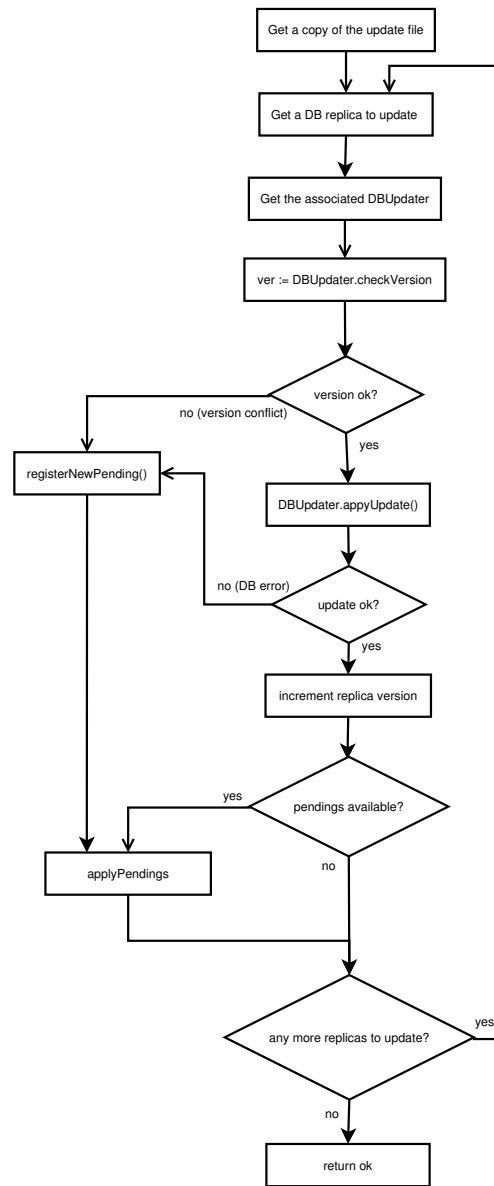 Get a copy of the update file
Get a DB replica to update
Get the associated DBUpdater
ver := DBUpdater.checkVersion
version ok?
no (version conflict)
yes
registerNewPending()
DBUpdater.appyUpdate()
no (DB error)
update ok?
yes
increment replica version
yes
pendings available?
applyPendings
no
any more replicas to update?
yes
no
return ok